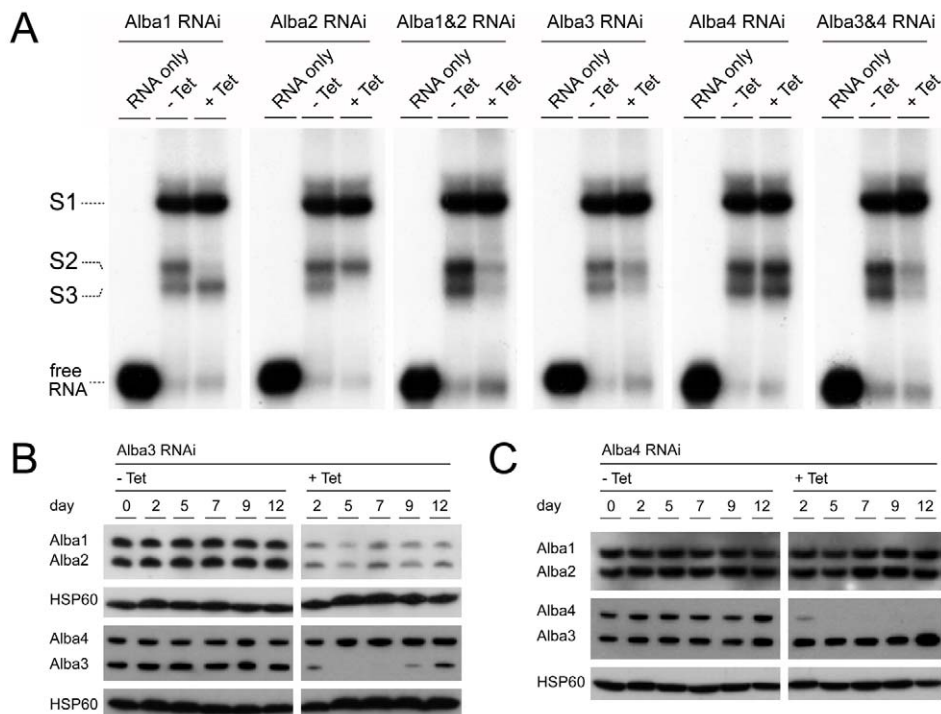 A
Alba1 RNAi Alba2 RNAi Alba1&2 RNAi Alba3 RNAi Alba4 RNAi Alba3&4 RNAi
RNA only - Tet + Tet RNA only - Tet + Tet RNA only - Tet + Tet RNA only - Tet + Tet RNA only - Tet + Tet RNA only - Tet + Tet
S1
S2
S3
free
RNA
B
Alba3 RNAi
- Tet + Tet
day 0 2 5 7 9 12 2 5 7 9 12
Alba1
Alba2
HSP60
Alba4
Alba3
HSP60
C
Alba4 RNAi
- Tet + Tet
day 0 2 5 7 9 12 2 5 7 9 12
Alba1
Alba2
Alba4
Alba3
HSP60